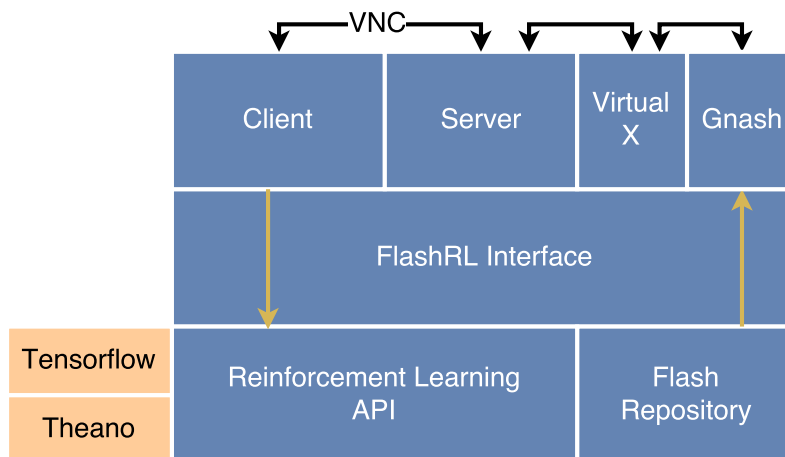 VNC
Client
Server
Virtual
X
Gnash
FlashRL Interface
Tensorflow
Theano
Reinforcement Learning
API
Flash
Repository